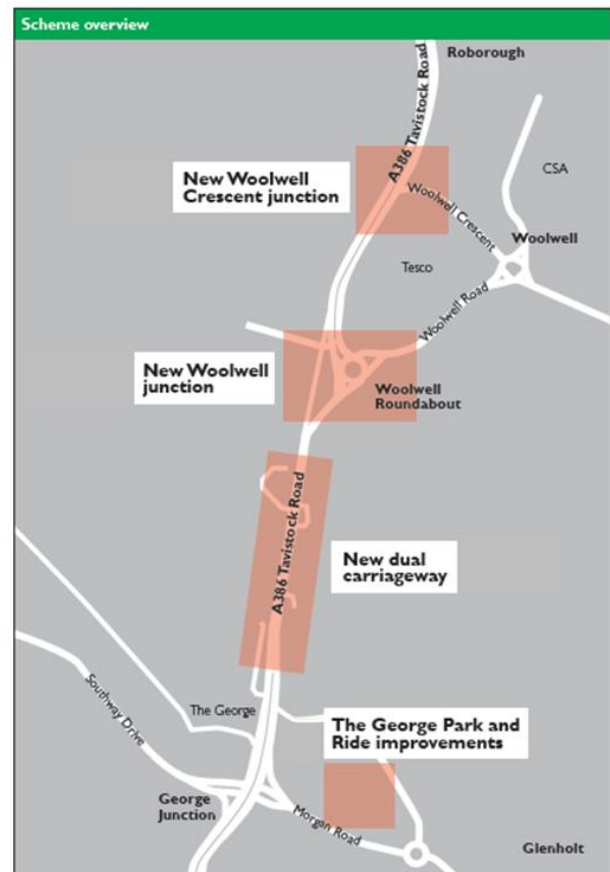 Scheme overview
Roborough
A386 Tavistock Road
New Woolwell
Crescent junction
CSA
Woolwell Crescent
Woolwell
Tesco
Woolwell Road
New Woolwell
junction
Woolwell
Roundabout
A386 Tavistock Road
New dual
carriageway
Southway Drive
The George
The George Park and
Ride improvements
George
Junction
Morgan Road
Glenholt